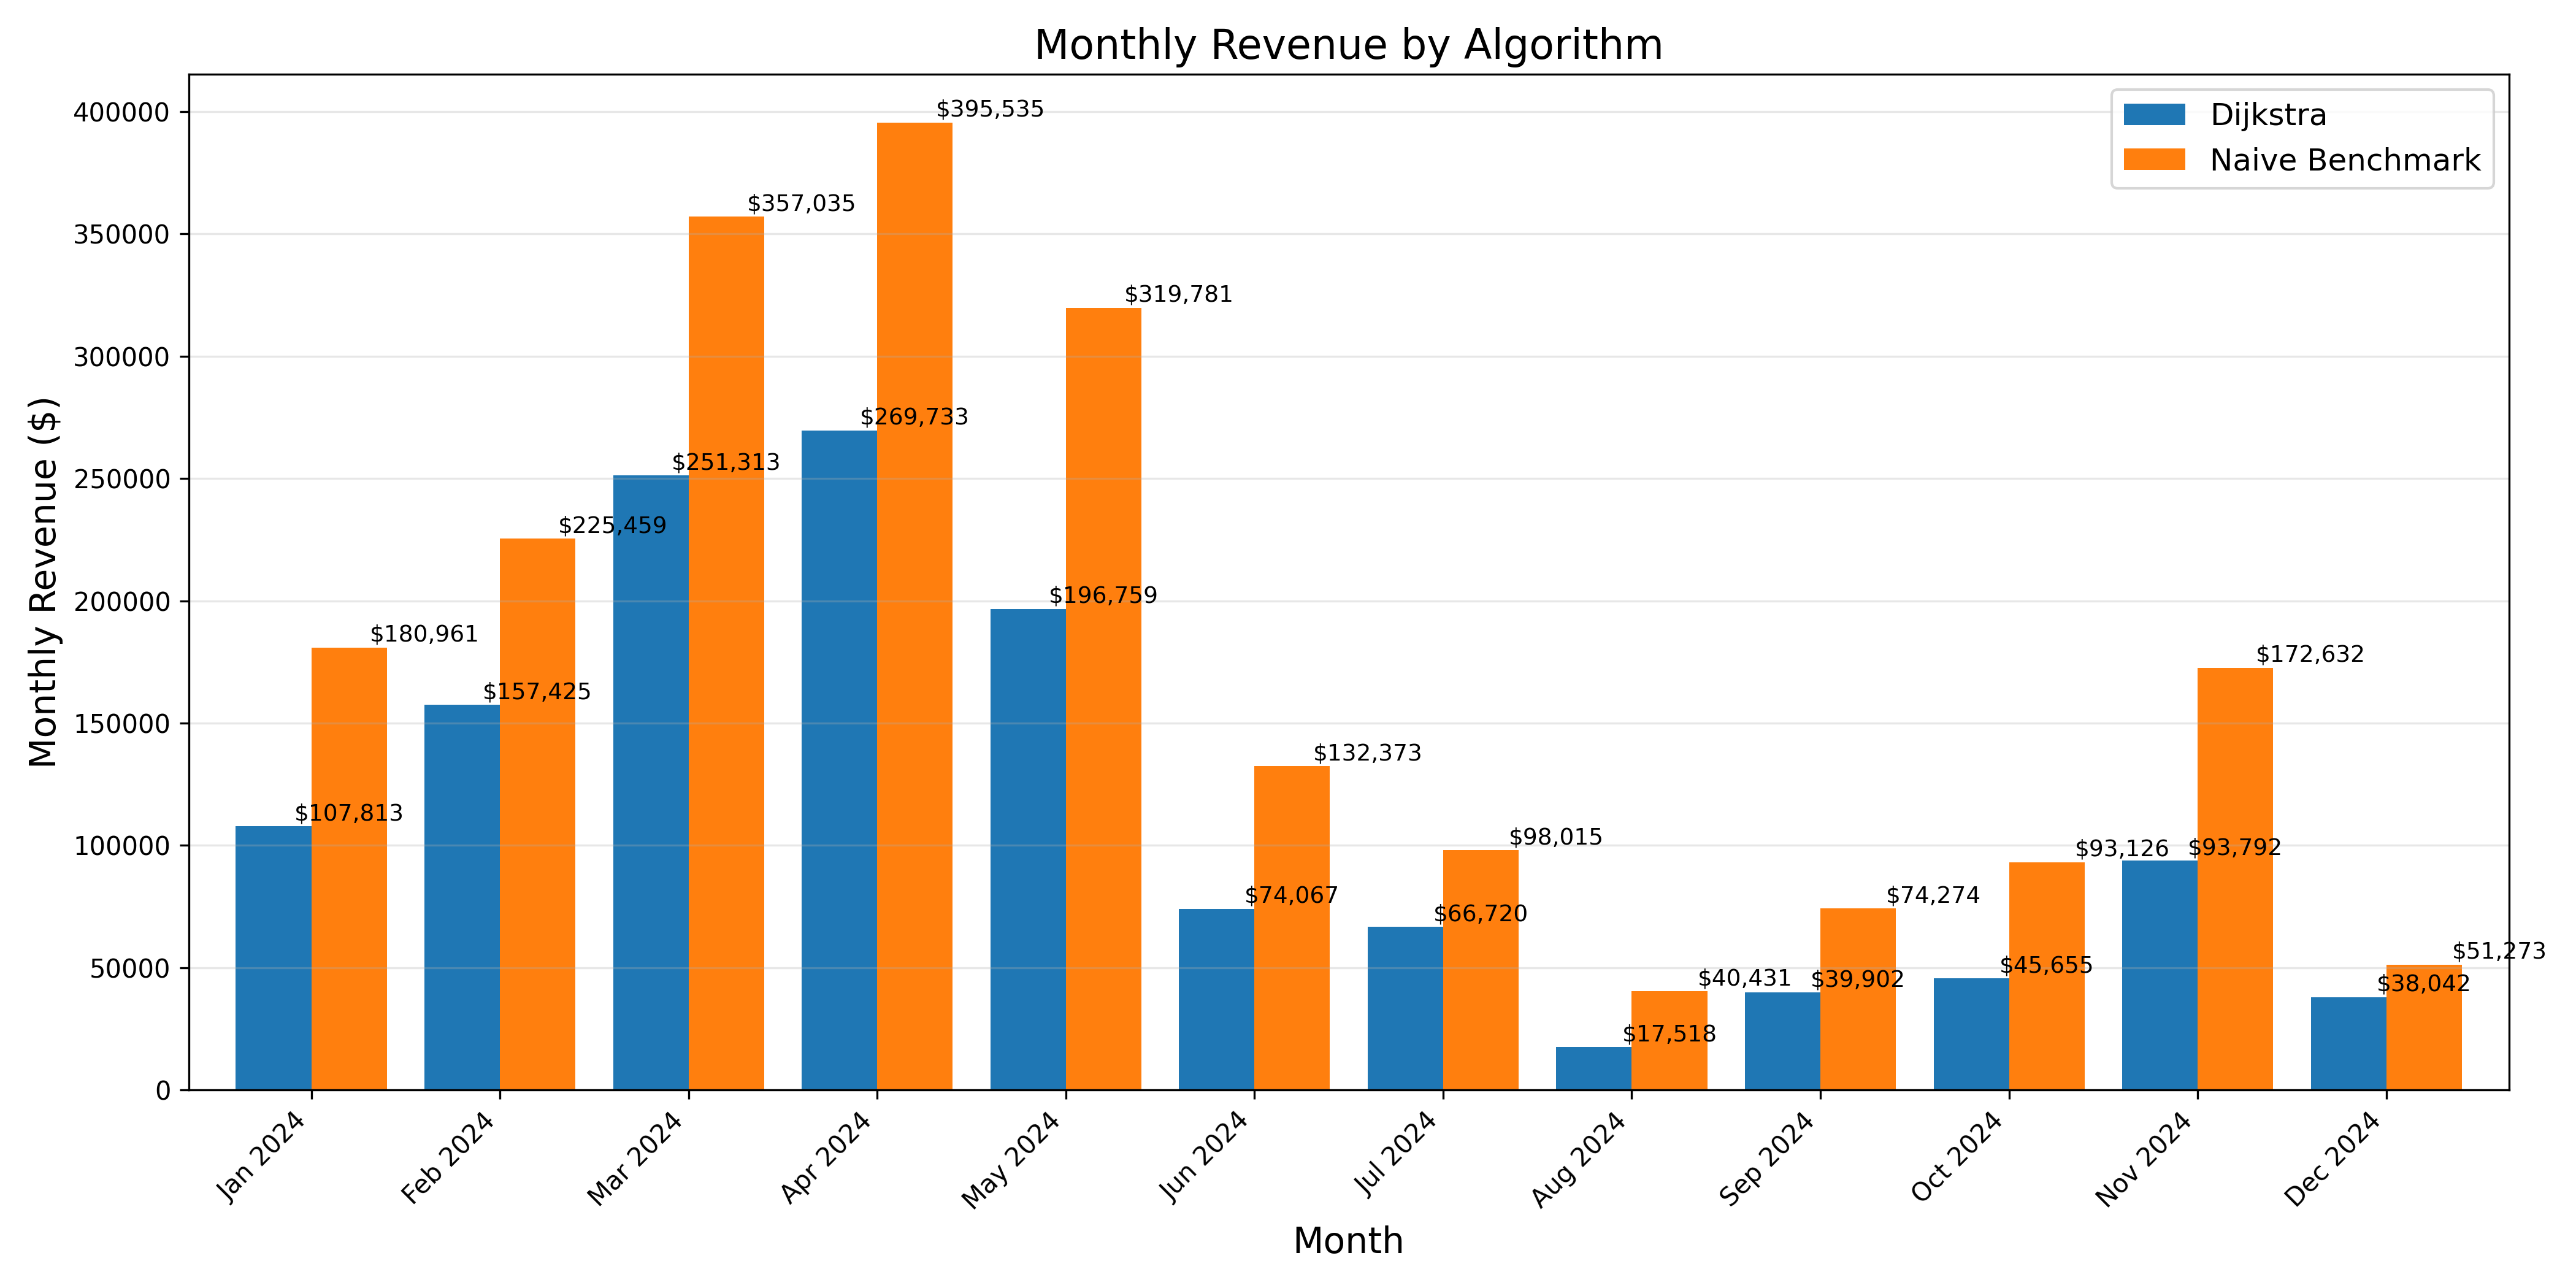 Monthly Revenue by Algorithm
Dijkstra
Naive Benchmark
Monthly Revenue ($)
400000
350000
300000
250000
200000
150000
100000
50000
0
$107,813
$180,961
$157,425
$225,459
$251,313
$357,035
$269,733
$395,535
$196,759
$319,781
$74,067
$132,373
$66,720
$98,015
$17,518
$40,431
$39,902
$74,274
$45,655
$93,126
$93,792
$172,632
$38,042
$51,273
Jan 2024
Feb 2024
Mar 2024
Apr 2024
May 2024
Jun 2024
Jul 2024
Aug 2024
Sep 2024
Oct 2024
Nov 2024
Dec 2024
Month